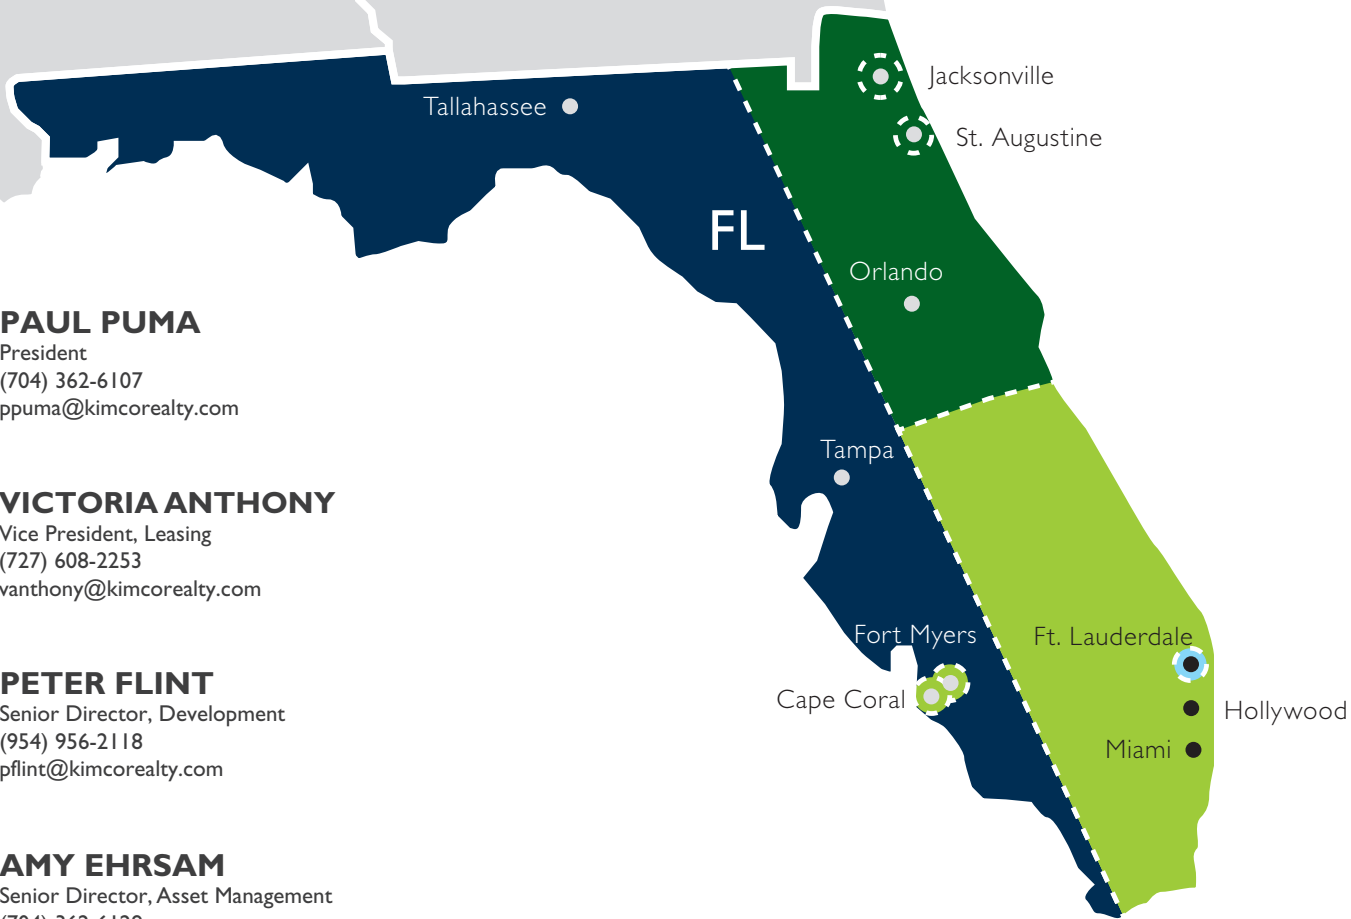 Jacksonville
Tallahassee
St. Augustine
FL
Orlando
PAUL PUMA
President
(704) 362-6107
ppuma@kimcorealty.com
Tampa
VICTORIA ANTHONY
Vice President, Leasing
(727) 608-2253
vanthony@kimcorealty.com
Fort Myers
Ft. Lauderdale
PETER FLINT
Senior Director, Development
(954) 956-2118
pflint@kimcorealty.com
Cape Coral
Hollywood
Miami
AMY EHRSAM
Senior Director, Asset Management